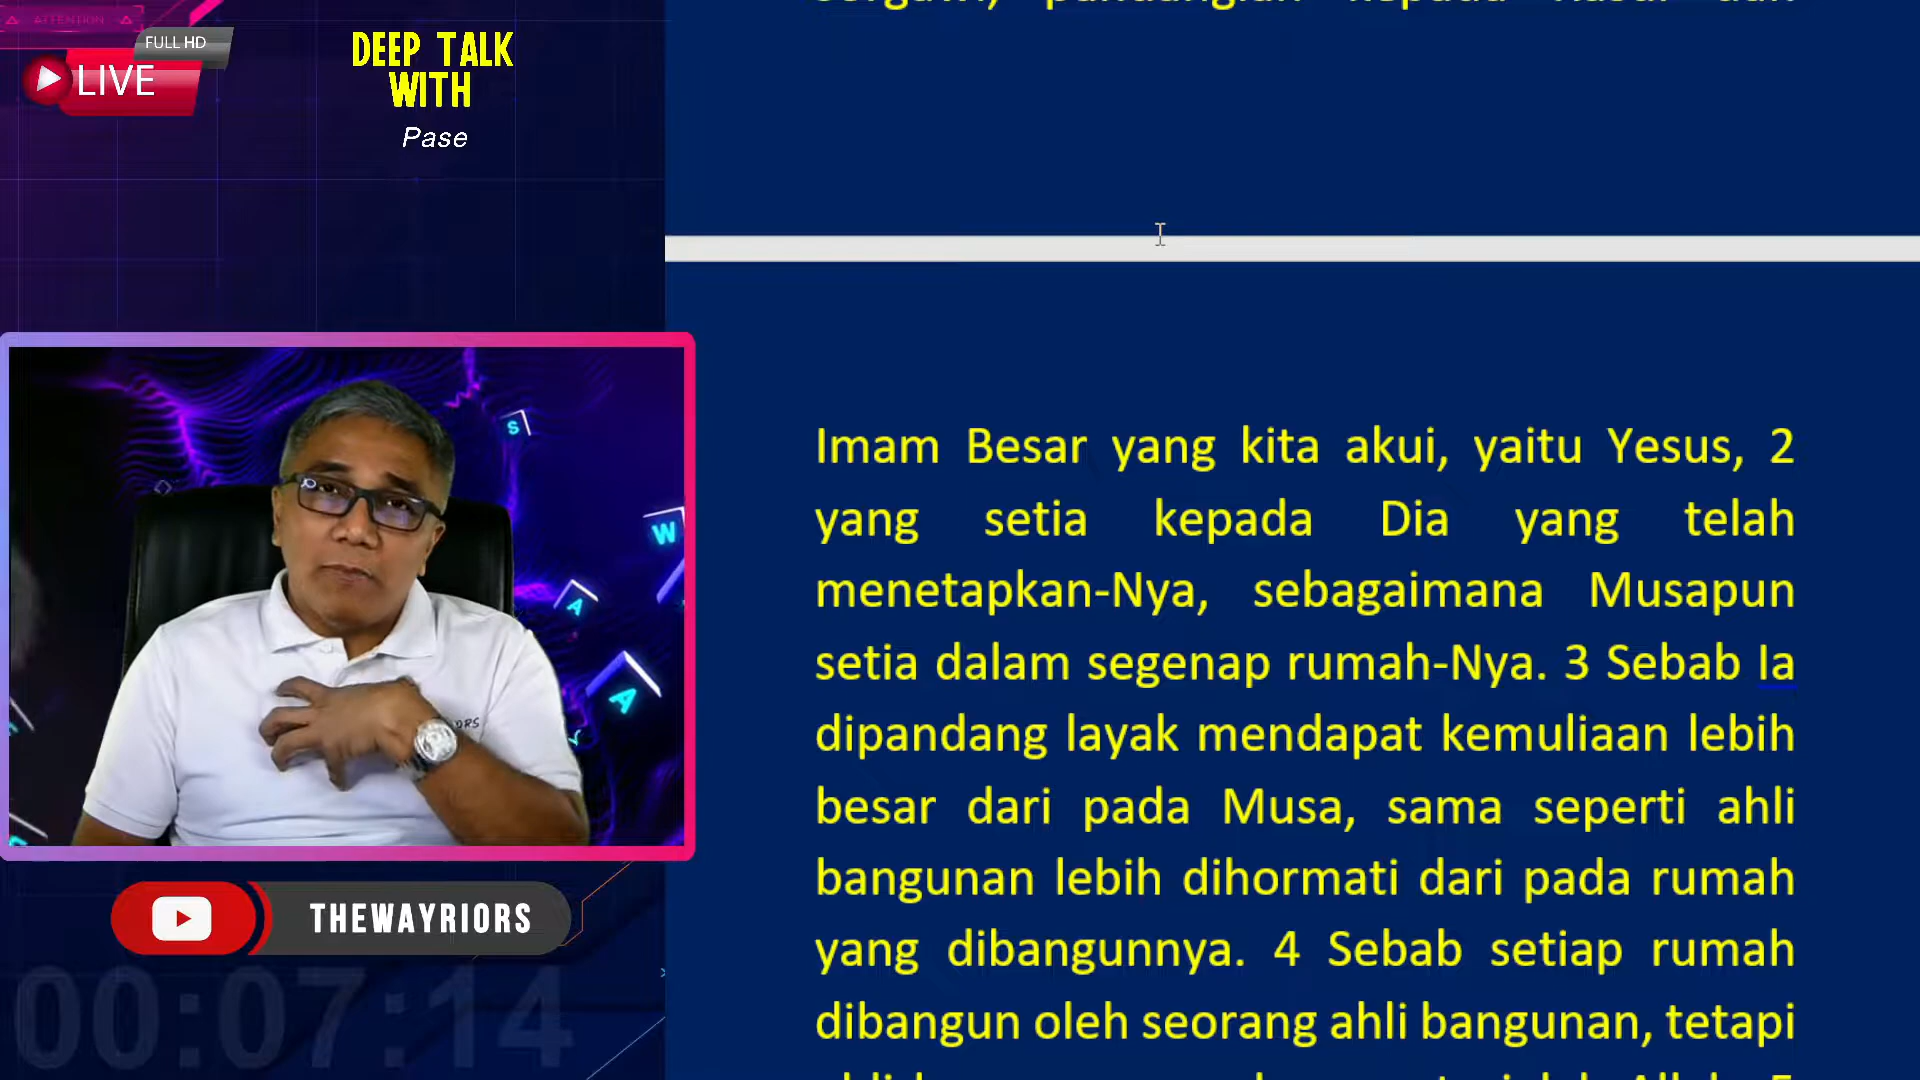 ATTENTION
FULL HD
LIVE
DEEP TALK
WITH
Pase
Imam Besar yang kita akui, yaitu Yesus, 2
yang setia kepada Dia yang telah
menetapkan-Nya, sebagaimana Musapun
setia dalam segenap rumah-Nya. 3 Sebab Ia
dipandang layak mendapat kemuliaan lebih
besar dari pada Musa, sama seperti ahli
bangunan lebih dihormati dari pada rumah
yang dibangunnya. 4 Sebab setiap rumah
dibangun oleh seorang ahli bangunan, tetapi
S
W
A
A
THEWAYRIORS
00:07:14